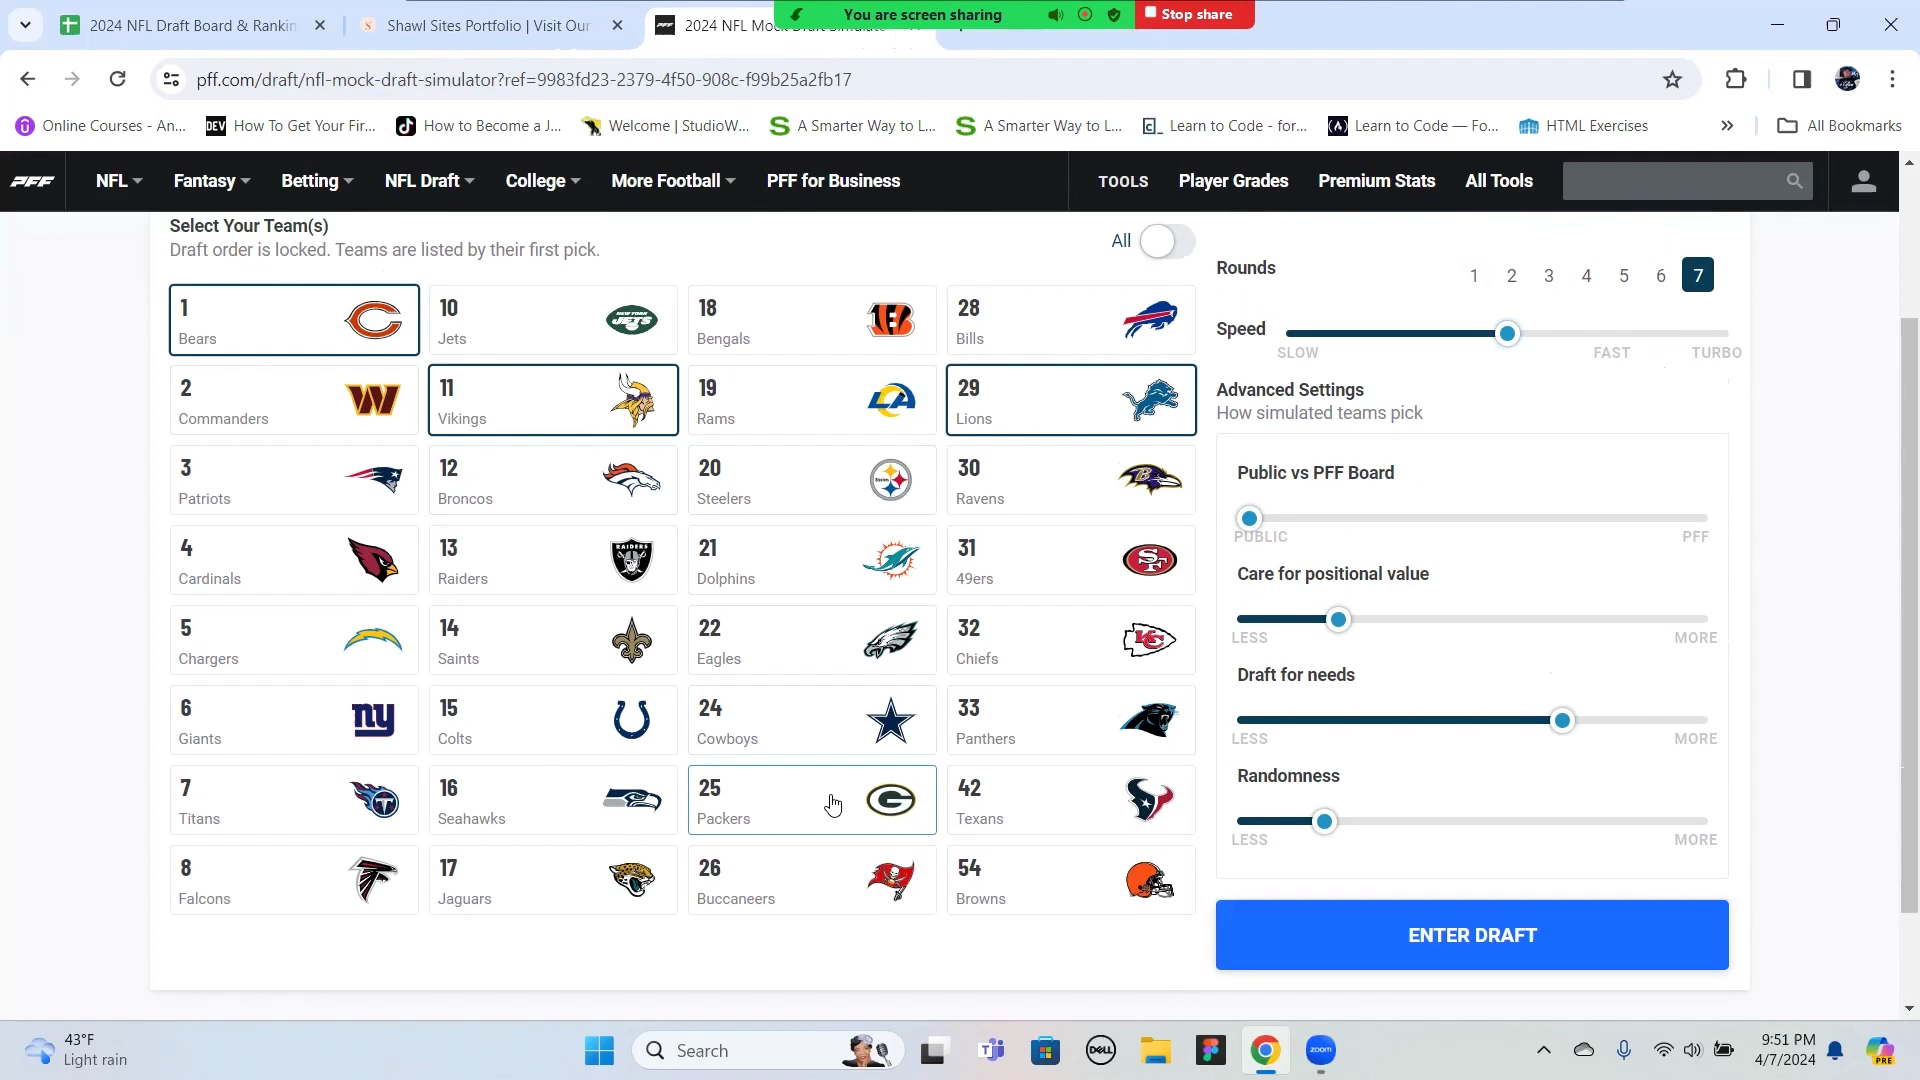 You are screen sharing
Stop share
2024 NFL Draft Board & Rankin
Shawl Sites Portfolio | Visit Our
2024 NFL Mock Draft Simulato
pff.com/draft/nfl-mock-draft-simulator?ref=9983fd23-2379-4f50-908c-f99b25a2fb17
Online Courses - An...
DEV
How To Get Your Fir...
How to Become a J...
Welcome | StudioW...
A Smarter Way to L...
A Smarter Way to L...
Learn to Code - for...
Learn to Code — Fo...
HTML Exercises
All Bookmarks
PFF
NFL
Fantasy
Betting
NFL Draft
College
More Football
PFF for Business
TOOLS
Player Grades
Premium Stats
All Tools
Select Your Team(s)
Draft order is locked. Teams are listed by their first pick.
All
1
Bears
10
Jets
18
Bengals
28
Bills
2
Commanders
11
Vikings
19
Rams
29
Lions
3
Patriots
12
Broncos
20
Steelers
30
Ravens
4
Cardinals
13
Raiders
21
Dolphins
31
49ers
5
Chargers
14
Saints
22
Eagles
32
Chiefs
6
Giants
15
Colts
24
Cowboys
33
Panthers
7
Titans
16
Seahawks
25
Packers
42
Texans
8
Falcons
17
Jaguars
26
Buccaneers
54
Browns
Rounds
1 2 3 4 5 6 7
Speed
SLOW
FAST
TURBO
Advanced Settings
How simulated teams pick
Public vs PFF Board
PUBLIC
PFF
Care for positional value
LESS
MORE
Draft for needs
LESS
MORE
Randomness
LESS
MORE
ENTER DRAFT
43°F
Light rain
Search
DELL
zoom
9:51 PM
4/7/2024
PRE